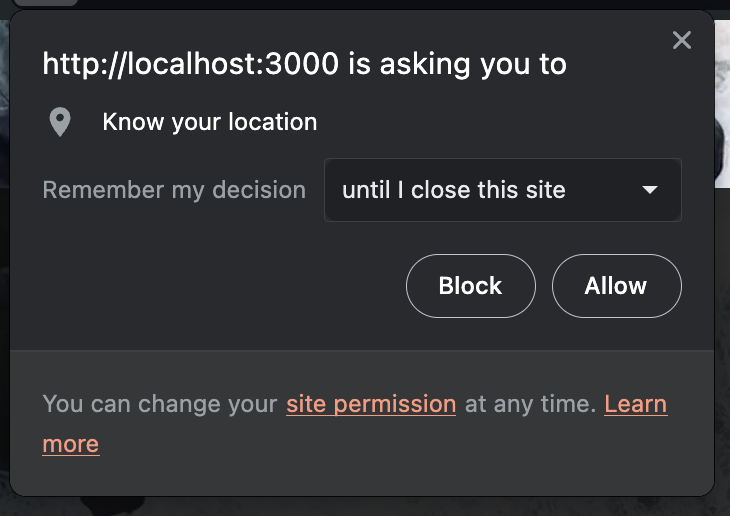 http://localhost:3000 is asking you to
Know your location
Remember my decision until I close this site
Block Allow
You can change your site permission at any time. Learn
more